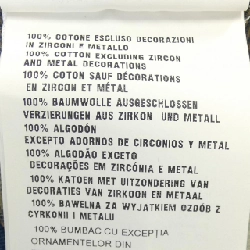 100% COTONE ESCLUSO DECORAZIONI
IN ZIRCONI E METALLO
100% COTTON EXCLUDING ZIRCON
AND METAL DECORATIONS
100% COTON SAUF DÉCORATIONS
EN ZIRCON ET MÉTAL
100% BAUMWOLLE AUSGESCHLOSSEN
VERZIERUNGEN AUS ZIRKON UND METALL
100% ALGODÓN
EXCEPTO ADORNOS DE CIRCONIOS Y METAL
100% ALGODÃO EXCETO
DECORAÇÕES EM ZIRCÓNIA E METAL
100% KATOEN MET UITZONDERING VAN
DECORATIES VAN ZIRKOON EN METAAL
100% BAWEŁNA ZA WYJĄTKIEM OZDÓB Z
CYRKONII I METALU
100% BUMBAC CU EXCEPȚIA
ORNAMENTELOR DIN